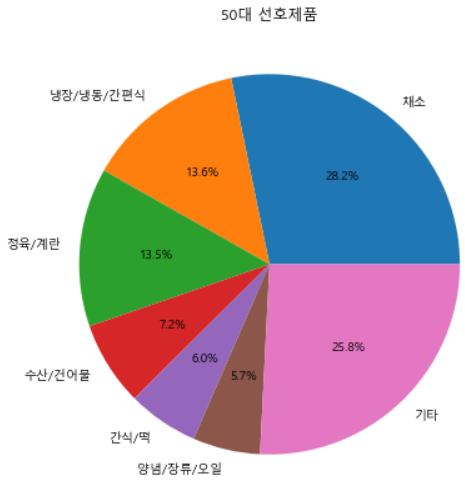 50대 선호제품
냉장/냉동/간편식
채소
13.6%
28.2%
정육/계란
13.5%
7.2%
수산/건어물
6.0%
5.7%
25.8%
간식/떡
기타
양념/장류/오일